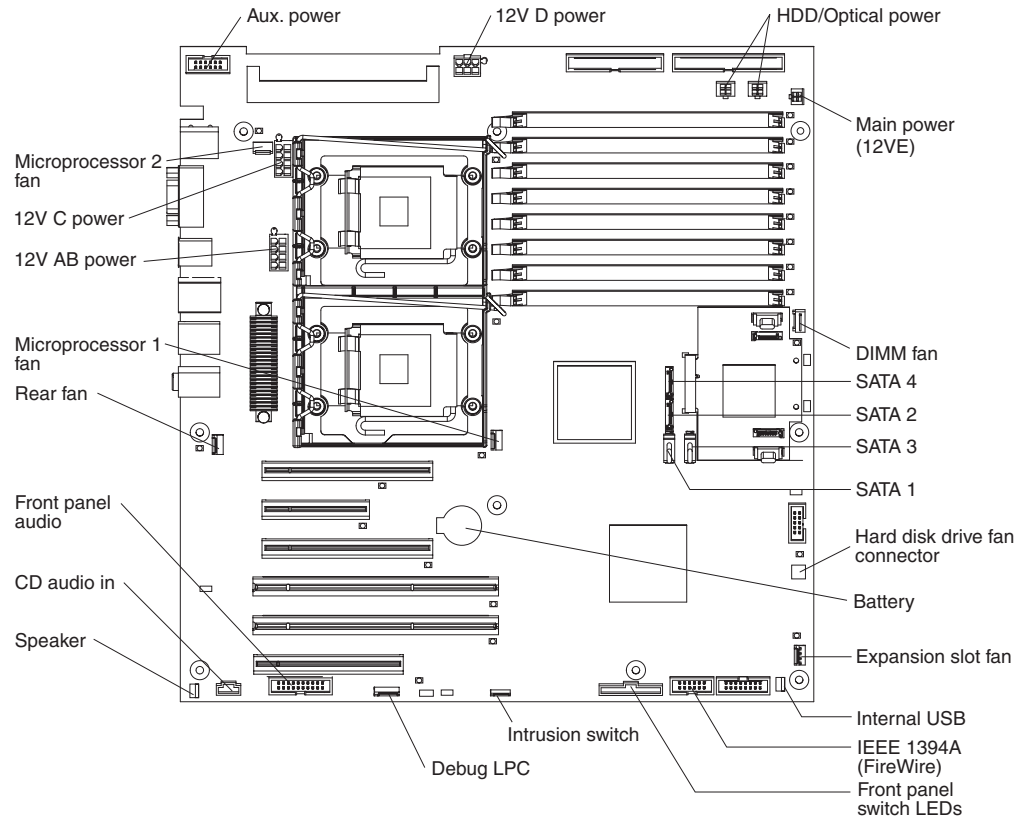 Aux. power
12V D power
HDD/Optical power
Main power
(12VE)
Microprocessor 2
fan
12V C power
12V AB power
Microprocessor 1
fan
Rear fan
DIMM fan
SATA 4
SATA 2
SATA 3
SATA 1
Front panel
audio
CD audio in
Speaker
Hard disk drive fan
connector
Battery
Expansion slot fan
Internal USB
Intrusion switch
IEEE 1394A
(FireWire)
Debug LPC
Front panel
switch LEDs